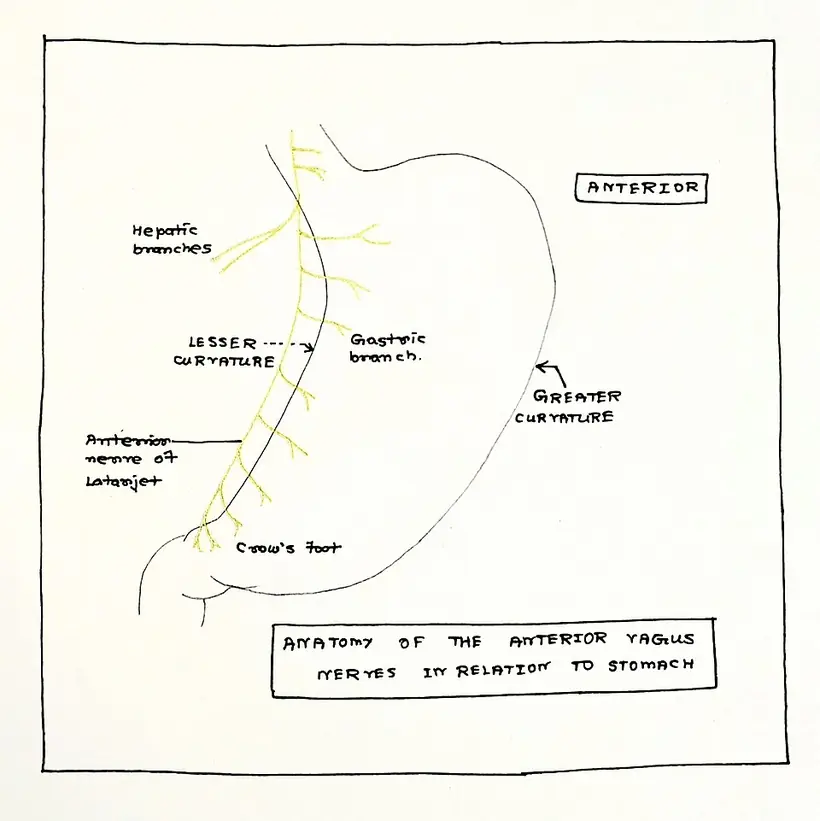 ANTERIOR
Hepatic
branches
LESSER
CURVATURE
Gastric
branch.
GREATER
CURVATURE
Anterior
nerve of
Latarjet
Crow's foot
ANATOMY OF THE ANTERIOR VAGUS
NERVES IN RELATION TO STOMACH